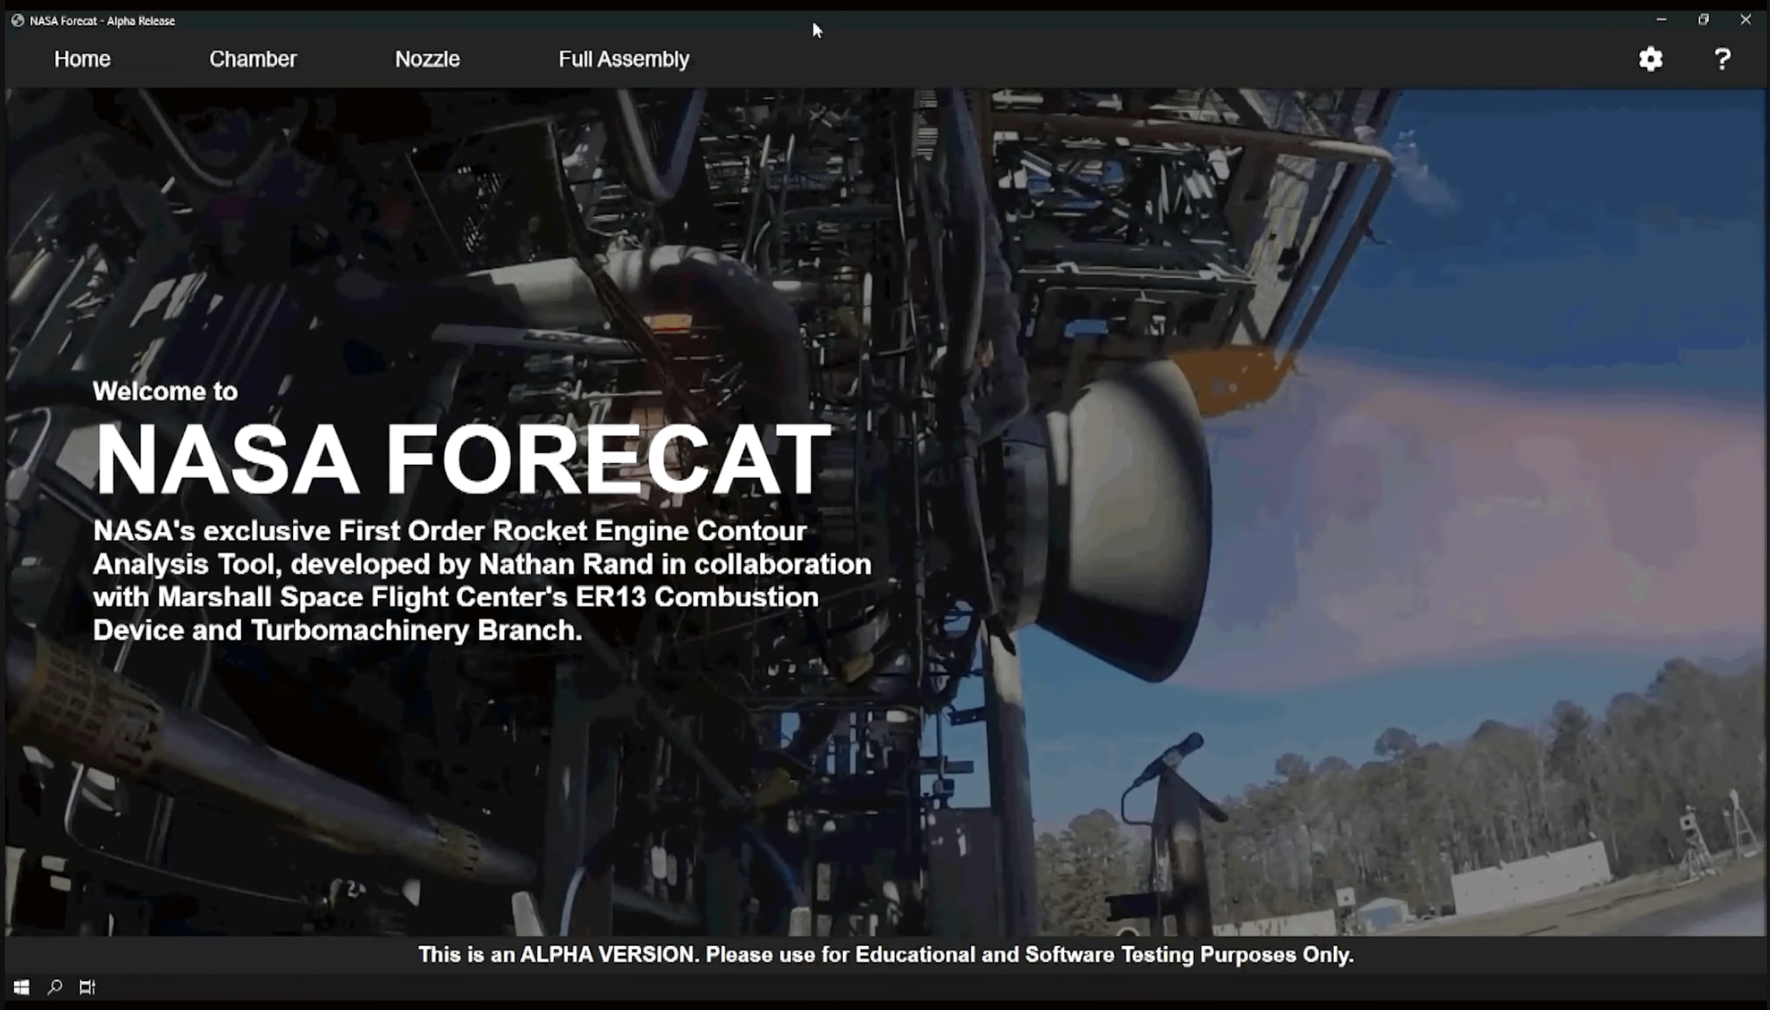 NASA Forecat - Alpha Release
Home Chamber Nozzle Full Assembly ?
Welcome to
NASA FORECAT
NASA's exclusive First Order Rocket Engine Contour
Analysis Tool, developed by Nathan Rand in collaboration
with Marshall Space Flight Center's ER13 Combustion
Device and Turbomachinery Branch.
This is an ALPHA VERSION. Please use for Educational and Software Testing Purposes Only.